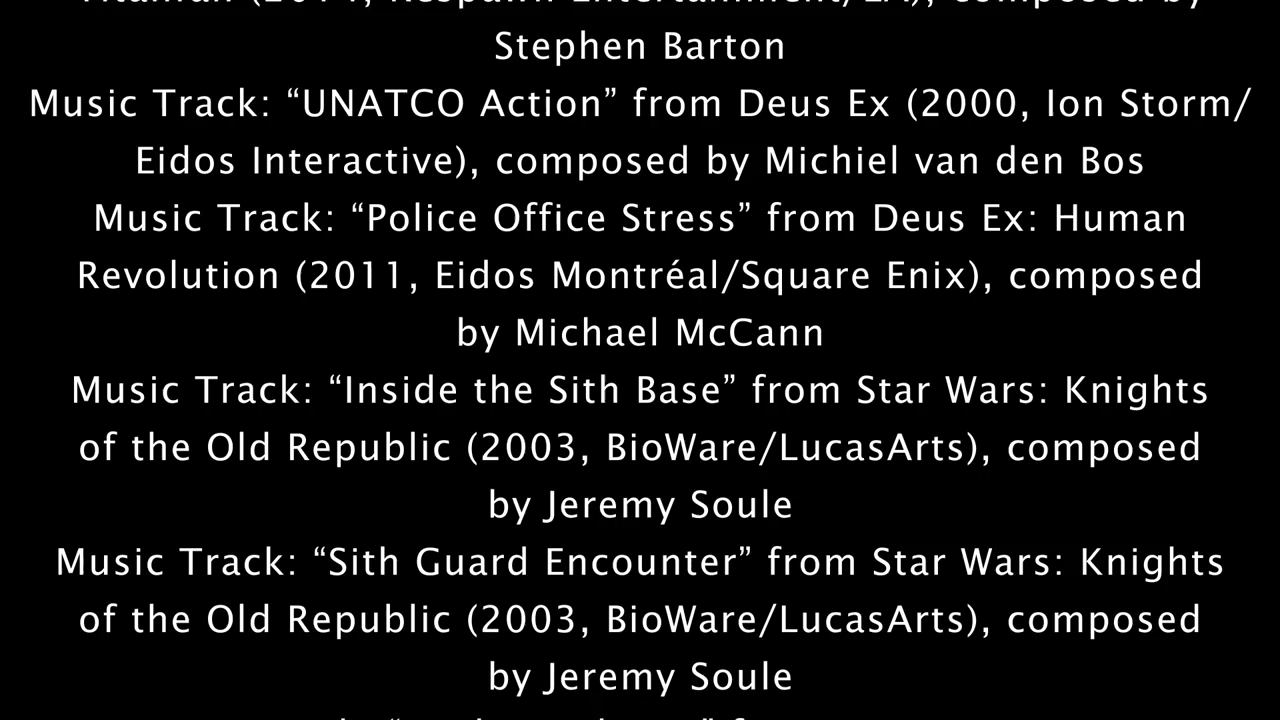 Stephen Barton
Music Track: “UNATCO Action” from Deus Ex (2000, Ion Storm/
Eidos Interactive), composed by Michiel van den Bos
Music Track: “Police Office Stress” from Deus Ex: Human
Revolution (2011, Eidos Montréal/Square Enix), composed
by Michael McCann
Music Track: “Inside the Sith Base” from Star Wars: Knights
of the Old Republic (2003, BioWare/LucasArts), composed
by Jeremy Soule
Music Track: “Sith Guard Encounter” from Star Wars: Knights
of the Old Republic (2003, BioWare/LucasArts), composed
by Jeremy Soule